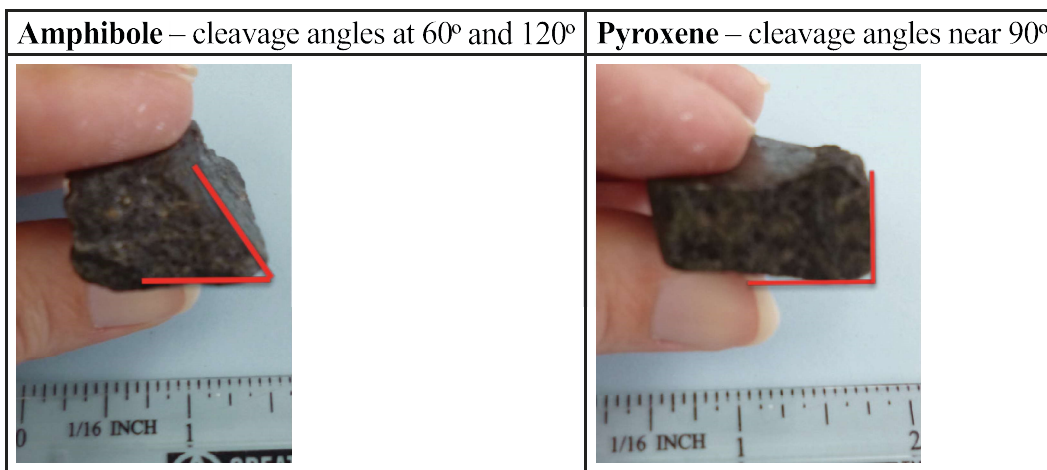 Amphibole – cleavage angles at 60º and 120º
Pyroxene – cleavage angles near 90º
1/16 INCH
0 1
1/16 INCH
1 2